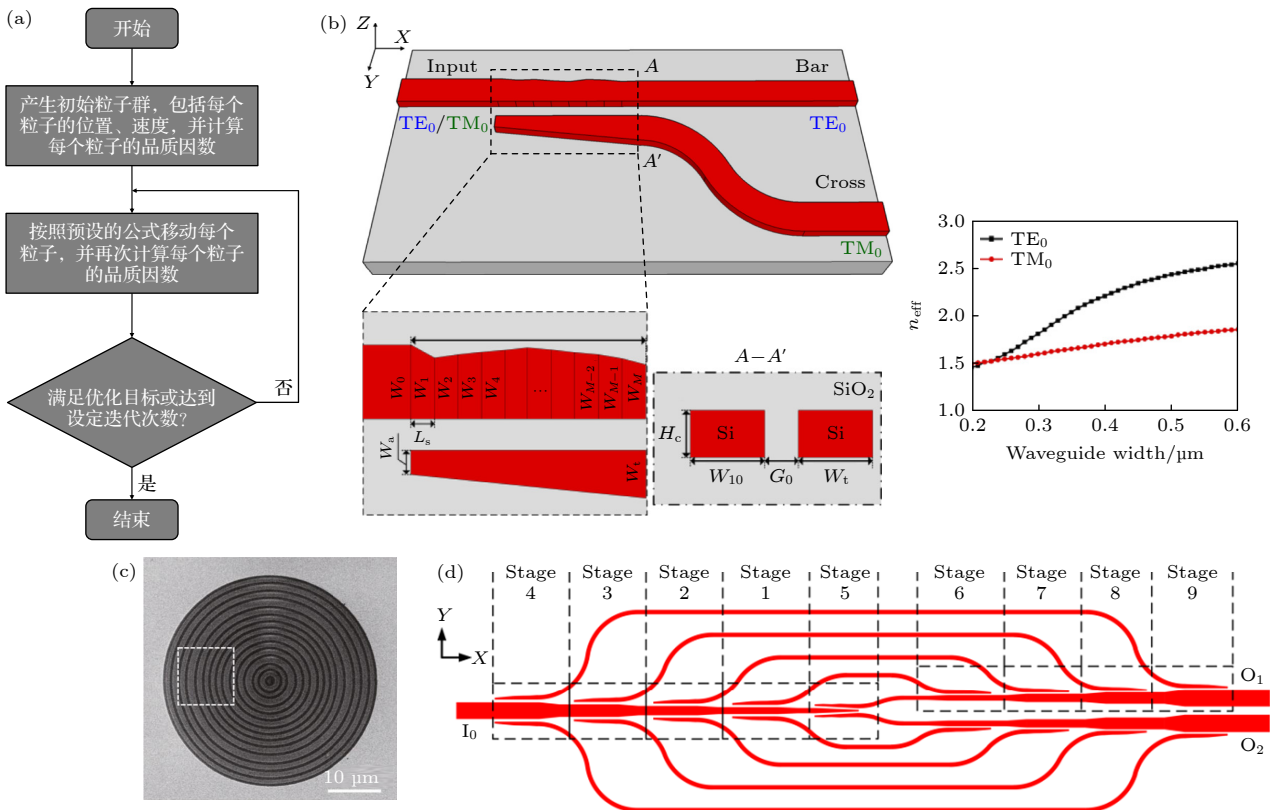 (a)
开始
产生初始粒子群，包括每个
粒子的位置、速度，并计算
每个粒子的品质因数
按照预设的公式移动每个
粒子，并再次计算每个粒子
的品质因数
满足优化目标或达到
设定迭代次数?
否
是
结束
(b)
Z
X
Y
Input
A
Bar
TE0/TM0
TE0
A′
Cross
TM0
W0
W1
W2
W3
W4
...
WM-2
WM-1
WM
Ls
Wa
Wt
A-A′
SiO2
Hc
Si
Si
W10
G0
Wt
3.0
2.5
2.0
1.5
1.0
neff
TE0
TM0
0.2
0.3
0.4
0.5
0.6
Waveguide width/μm
(c)
10 μm
(d)
Stage
4
Stage
3
Stage
2
Stage
1
Stage
5
Stage
6
Stage
7
Stage
8
Stage
9
Y
X
I0
O1
O2